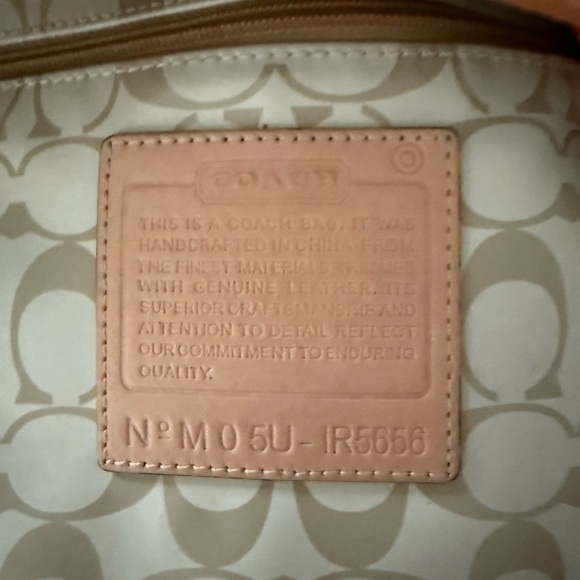 COACH
THIS IS A COACH BAG. IT WAS
HANDCRAFTED IN CHINA FROM
THE FINEST MATERIALS TRIMMED
WITH GENUINE LEATHER. ITS
SUPERIOR CRAFTSMANSHIP AND
ATTENTION TO DETAIL REFLECT
OUR COMMITMENT TO ENDURING
QUALITY.
Nº M05U-IR5656